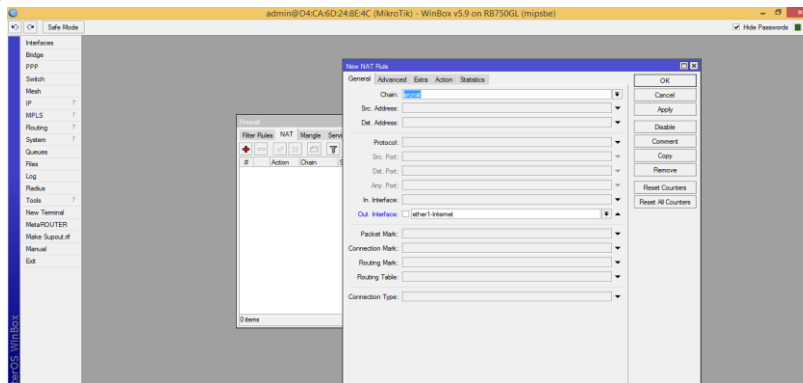 admin@D4:CA:6D:24:8E:4C (MikroTik) - WinBox v5.9 on RB750GL (mipsbe)
Safe Mode
Hide Passwords
Interfaces
Bridge
PPP
Switch
Mesh
IP
MPLS
Routing
System
Queues
Files
Log
Radius
Tools
New Terminal
MetaROUTER
Make Supout.rif
Manual
Exit
RouterOS WinBox
Firewall
Filter Rules NAT Mangle Servi
# Action Chain S
0 items
New NAT Rule
General Advanced Extra Action Statistics
Chain: srcnat
Src. Address:
Dst. Address:
Protocol:
Src. Port:
Dst. Port:
Any. Port:
In. Interface:
Out. Interface: ether1-Internet
Packet Mark:
Connection Mark:
Routing Mark:
Routing Table:
Connection Type:
OK
Cancel
Apply
Disable
Comment
Copy
Remove
Reset Counters
Reset All Counters